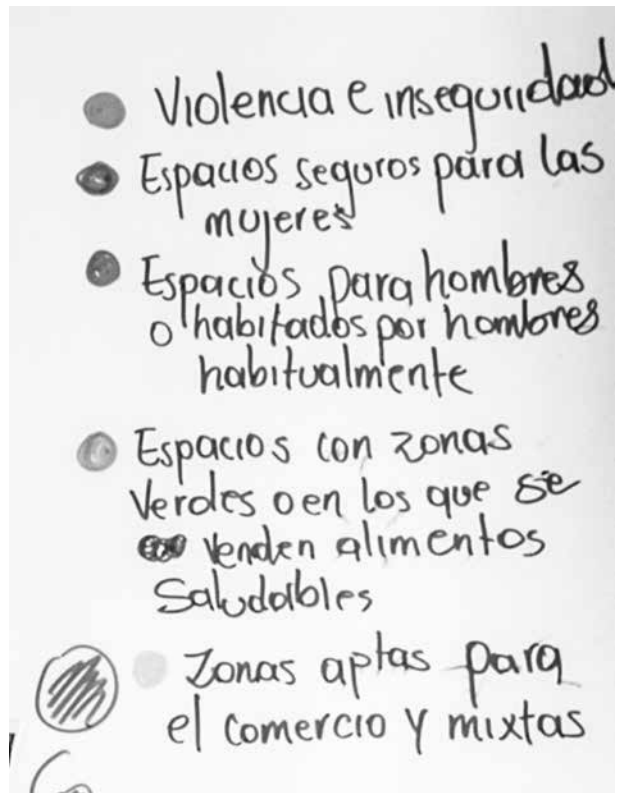 Violencia e inseguridad
Espacios seguros para las
mujeres
Espacios para hombres
o habitados por hombres
habitualmente
Espacios con zonas
Verdes o en los que se
venden alimentos
Saludables
Zonas aptas para
el comercio y mixtas